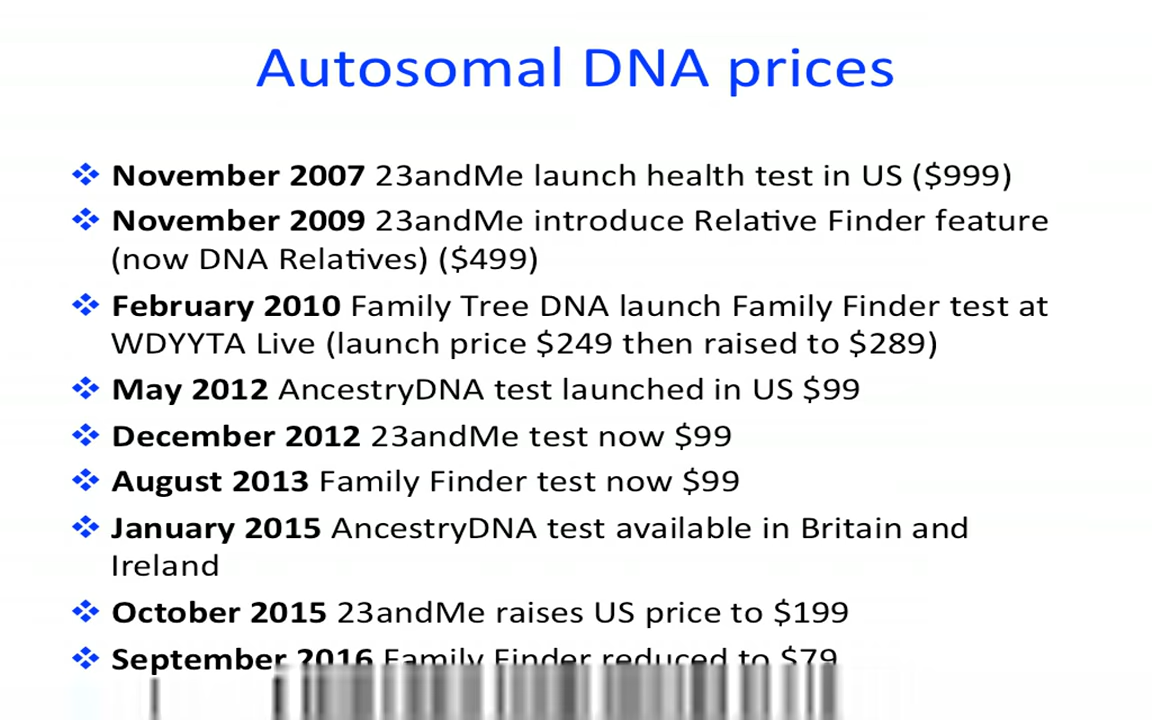 Autosomal DNA prices
November 2007 23andMe launch health test in US ($999)
November 2009 23andMe introduce Relative Finder feature
(now DNA Relatives) ($499)
February 2010 Family Tree DNA launch Family Finder test at
WDYYTA Live (launch price $249 then raised to $289)
May 2012 AncestryDNA test launched in US $99
December 2012 23andMe test now $99
August 2013 Family Finder test now $99
January 2015 AncestryDNA test available in Britain and
Ireland
October 2015 23andMe raises US price to $199
September 2016 Family Finder reduced to $79